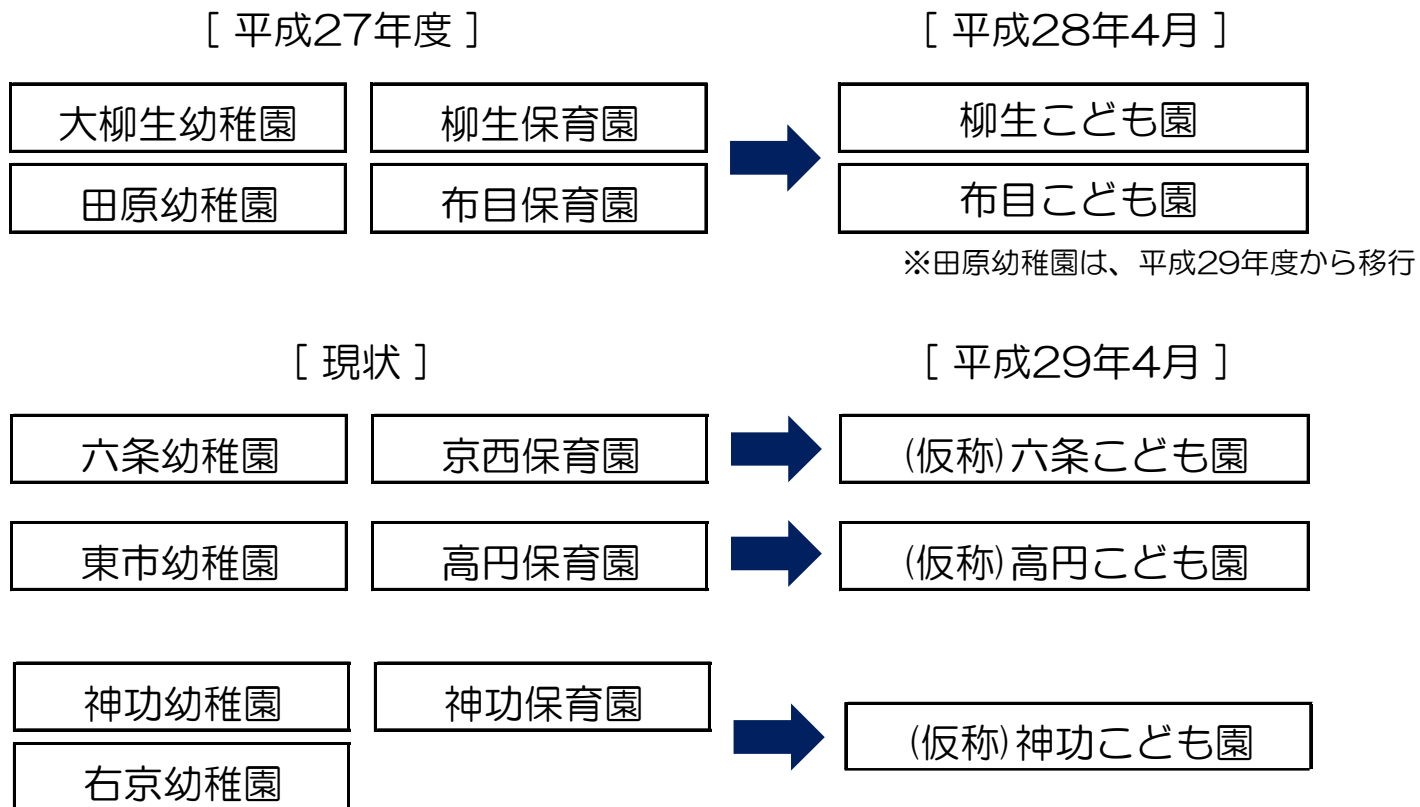 [ 平成27年度 ] [ 平成28年4月 ]
大柳生幼稚園 柳生保育園 柳生こども園
田原幼稚園 布目保育園 布目こども園
※田原幼稚園は、平成29年度から移行
[ 現状 ] [ 平成29年4月 ]
六条幼稚園 京西保育園 (仮称)六条こども園
東市幼稚園 高円保育園 (仮称)高円こども園
神功幼稚園 神功保育園
(仮称)神功こども園
右京幼稚園